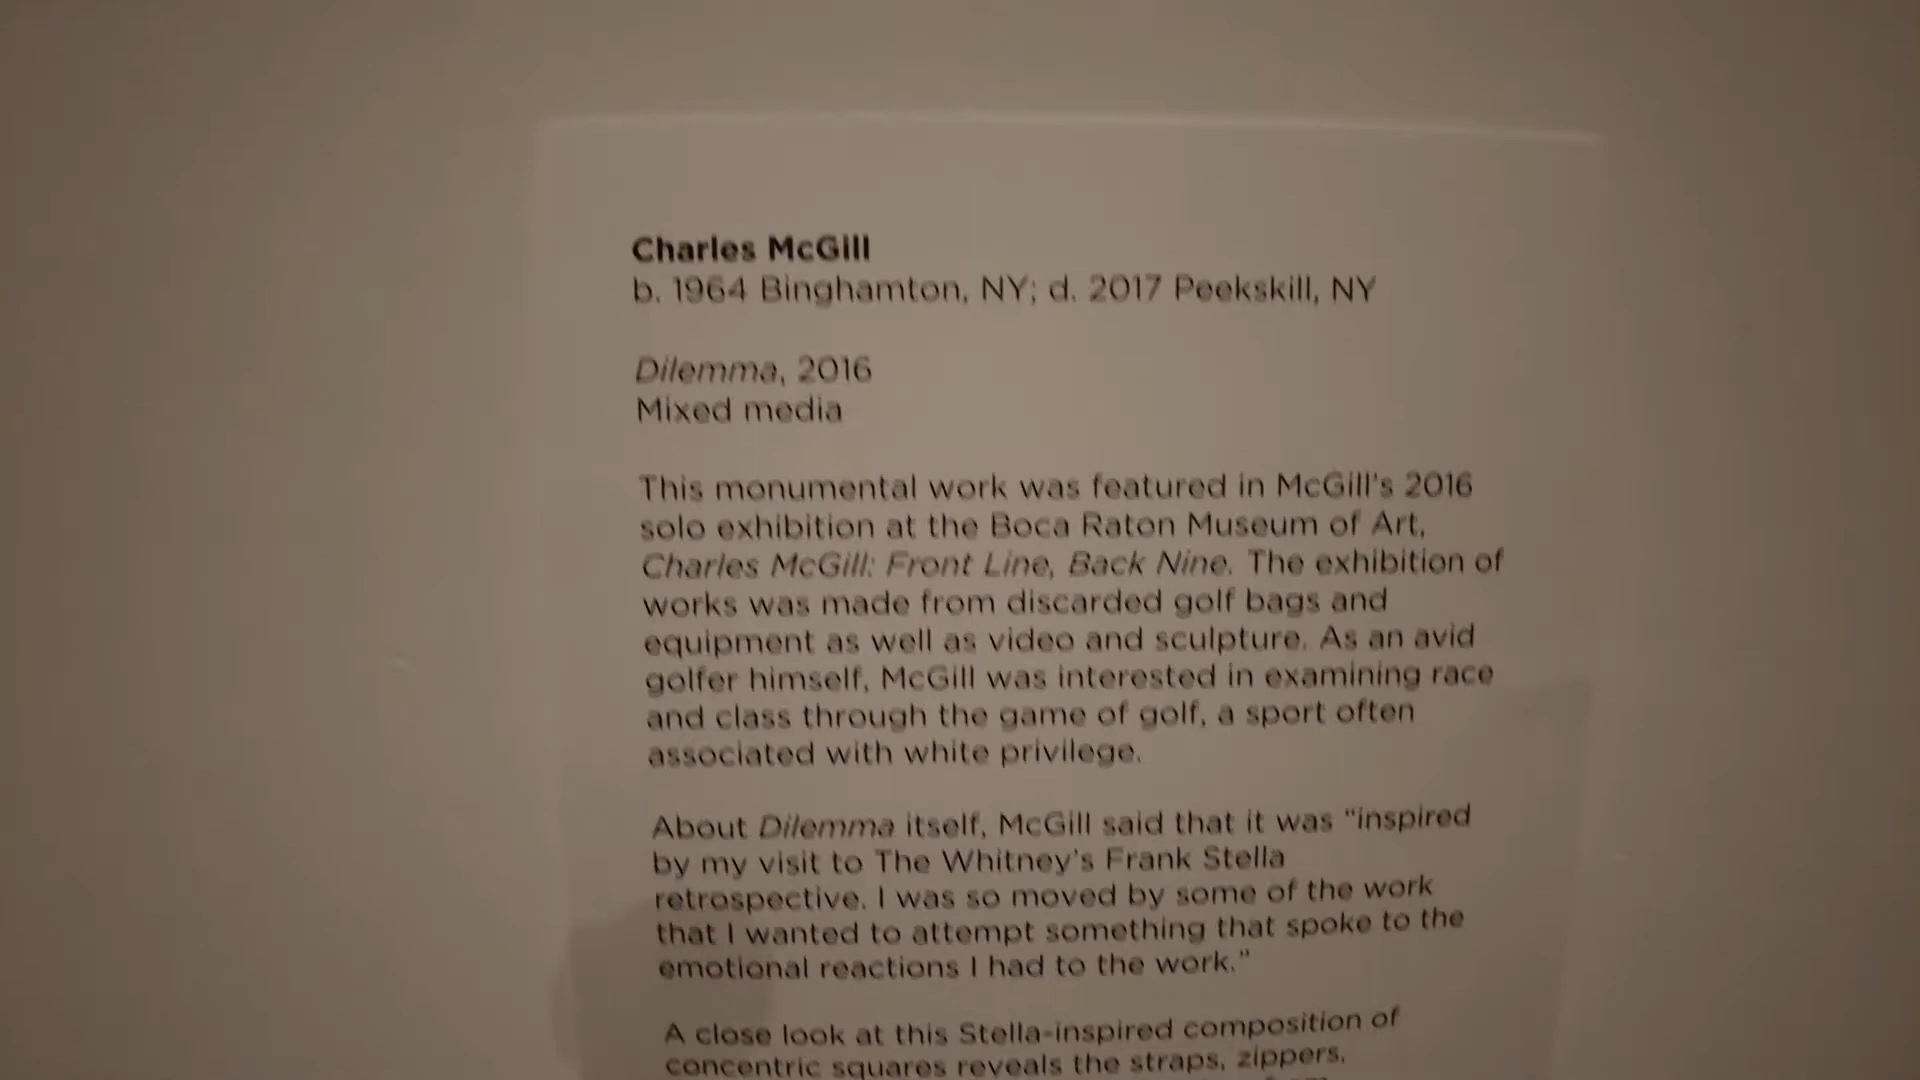 Charles McGill
b. 1964 Binghamton, NY; d. 2017 Peekskill, NY
Dilemma, 2016
Mixed media
This monumental work was featured in McGill's 2016
solo exhibition at the Boca Raton Museum of Art,
Charles McGill: Front Line, Back Nine. The exhibition of
works was made from discarded golf bags and
equipment as well as video and sculpture. As an avid
golfer himself, McGill was interested in examining race
and class through the game of golf, a sport often
associated with white privilege.
About Dilemma itself, McGill said that it was “inspired
by my visit to The Whitney's Frank Stella
retrospective. I was so moved by some of the work
that I wanted to attempt something that spoke to the
emotional reactions I had to the work.”
A close look at this Stella-inspired composition of
concentric squares reveals the straps, zippers,